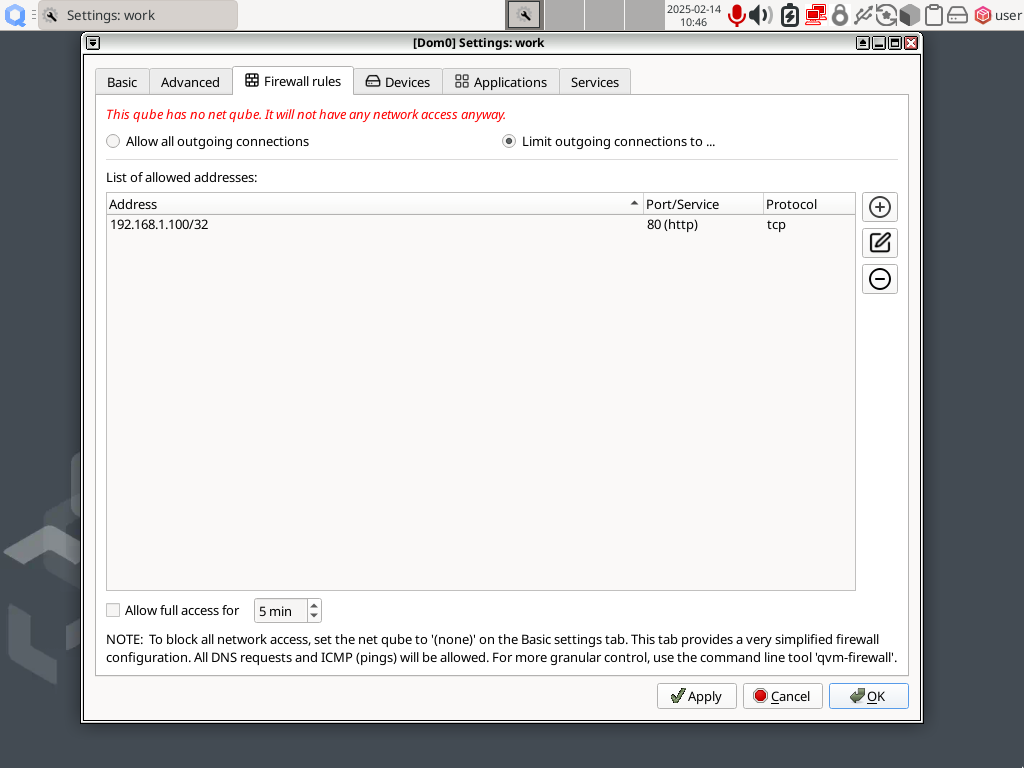 Settings: work
2025-02-14
10:46
user
[Dom0] Settings: work
Basic
Advanced
Firewall rules
Devices
Applications
Services
This qube has no net qube. It will not have any network access anyway.
Allow all outgoing connections
Limit outgoing connections to ...
List of allowed addresses:
Address Port/Service Protocol
192.168.1.100/32 80 (http) tcp
Allow full access for 5 min
NOTE: To block all network access, set the net qube to '(none)' on the Basic settings tab. This tab provides a very simplified firewall
configuration. All DNS requests and ICMP (pings) will be allowed. For more granular control, use the command line tool 'qvm-firewall'.
Apply
Cancel
OK